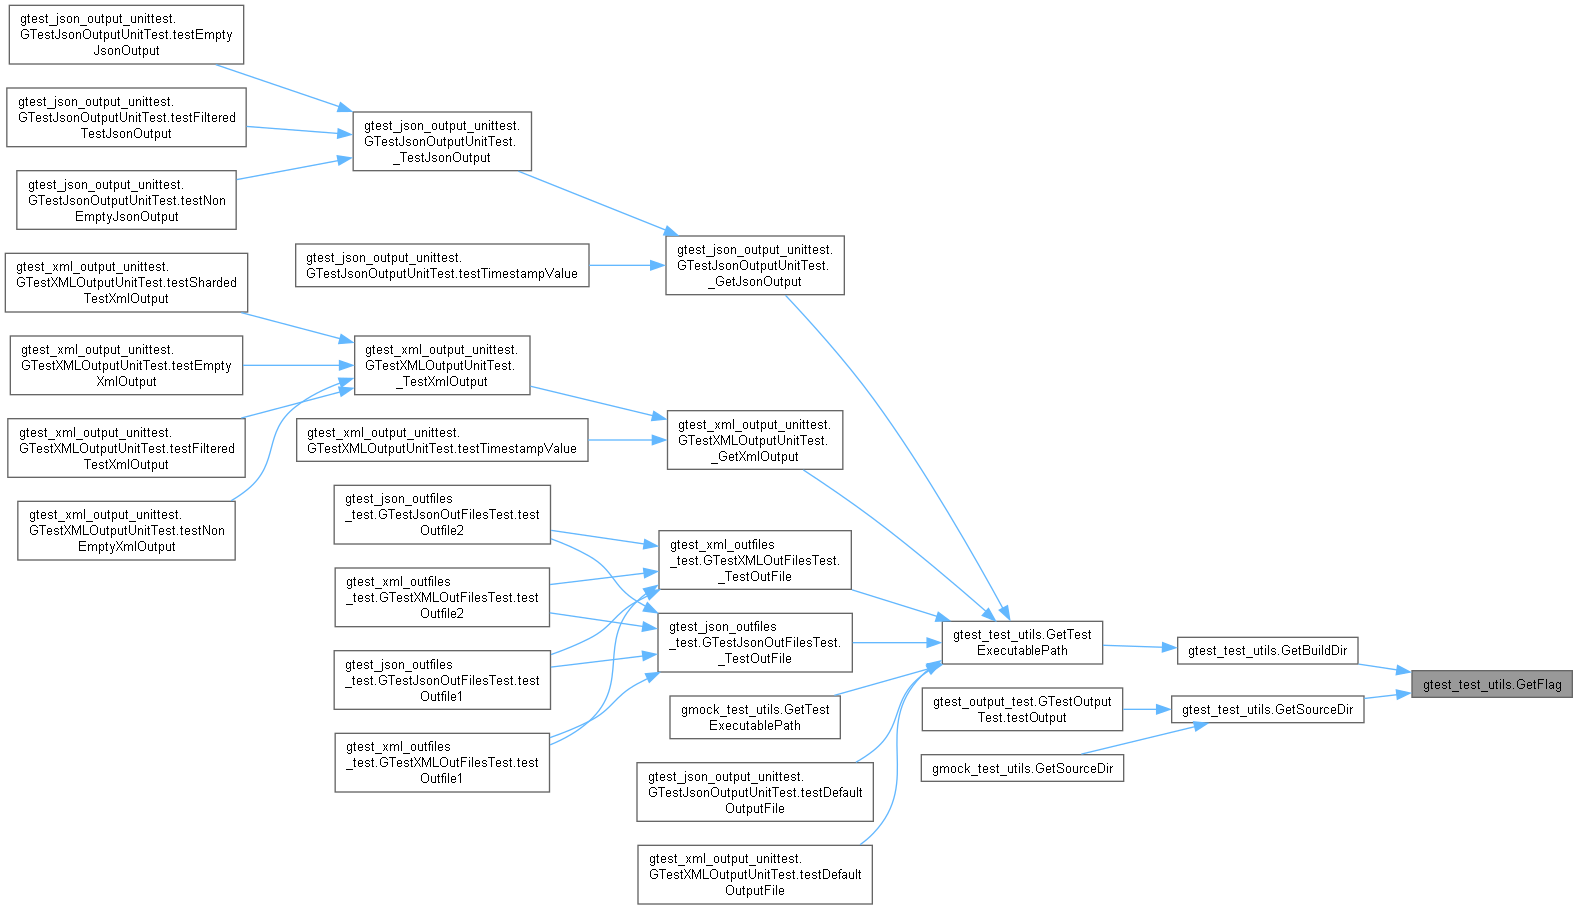 gtest_json_output_unittest.
GTestJsonOutputUnitTest.testEmpty
JsonOutput
gtest_json_output_unittest.
GTestJsonOutputUnitTest.testFiltered
TestJsonOutput
gtest_json_output_unittest.
GTestJsonOutputUnitTest.testNon
EmptyJsonOutput
gtest_xml_output_unittest.
GTestXMLOutputUnitTest.testSharded
TestXmlOutput
gtest_xml_output_unittest.
GTestXMLOutputUnitTest.testEmpty
XmlOutput
gtest_xml_output_unittest.
GTestXMLOutputUnitTest.testFiltered
TestXmlOutput
gtest_xml_output_unittest.
GTestXMLOutputUnitTest.testNon
EmptyXmlOutput
gtest_json_output_unittest.
GTestJsonOutputUnitTest.
_TestJsonOutput
gtest_json_output_unittest.
GTestJsonOutputUnitTest.testTimestampValue
gtest_xml_output_unittest.
GTestXMLOutputUnitTest.
_TestXmlOutput
gtest_xml_output_unittest.
GTestXMLOutputUnitTest.testTimestampValue
gtest_json_outfiles
_test.GTestJsonOutFilesTest.test
Outfile2
gtest_xml_outfiles
_test.GTestXMLOutFilesTest.test
Outfile2
gtest_json_outfiles
_test.GTestJsonOutFilesTest.test
Outfile1
gtest_xml_outfiles
_test.GTestXMLOutFilesTest.test
Outfile1
gtest_json_output_unittest.
GTestJsonOutputUnitTest.
_GetJsonOutput
gtest_xml_output_unittest.
GTestXMLOutputUnitTest.
_GetXmlOutput
gtest_xml_outfiles
_test.GTestXMLOutFilesTest.
_TestOutFile
gtest_json_outfiles
_test.GTestJsonOutFilesTest.
_TestOutFile
gmock_test_utils.GetTest
ExecutablePath
gtest_json_output_unittest.
GTestJsonOutputUnitTest.testDefault
OutputFile
gtest_xml_output_unittest.
GTestXMLOutputUnitTest.testDefault
OutputFile
gtest_test_utils.GetTest
ExecutablePath
gtest_output_test.GTestOutput
Test.testOutput
gmock_test_utils.GetSourceDir
gtest_test_utils.GetBuildDir
gtest_test_utils.GetSourceDir
gtest_test_utils.GetFlag